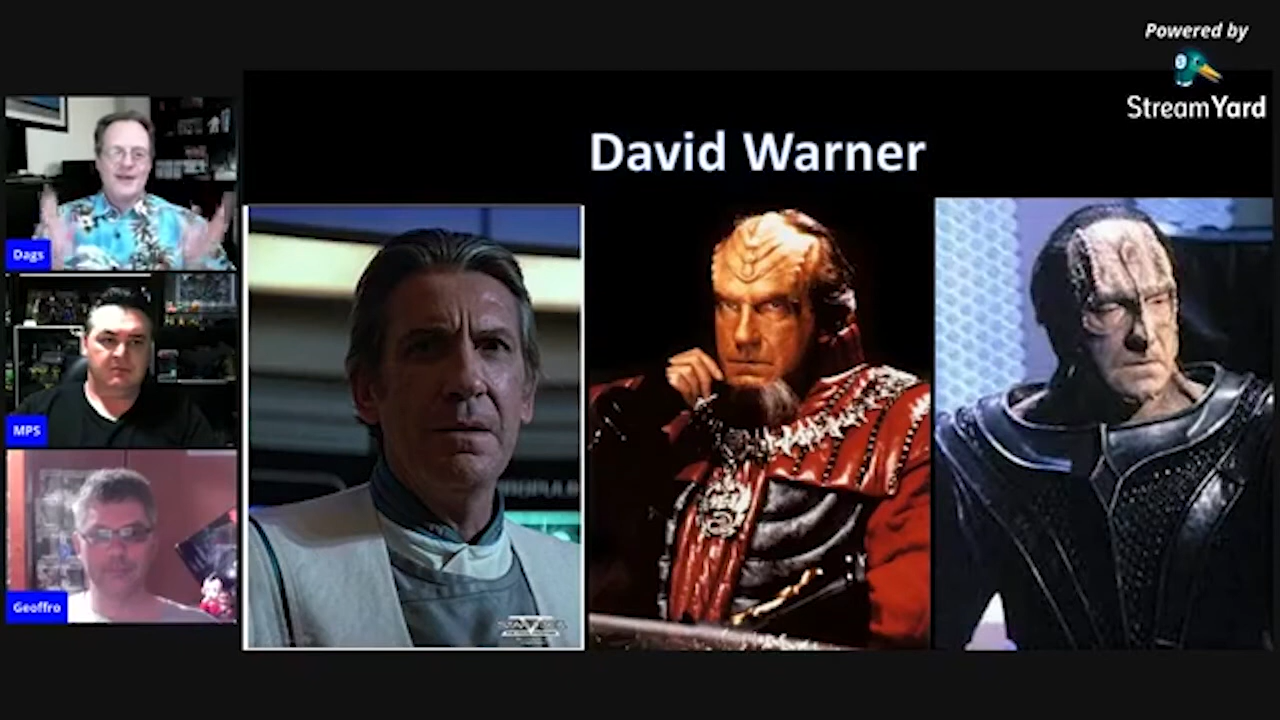 Powered by
StreamYard
David Warner
Dags
MPS
Geoffro